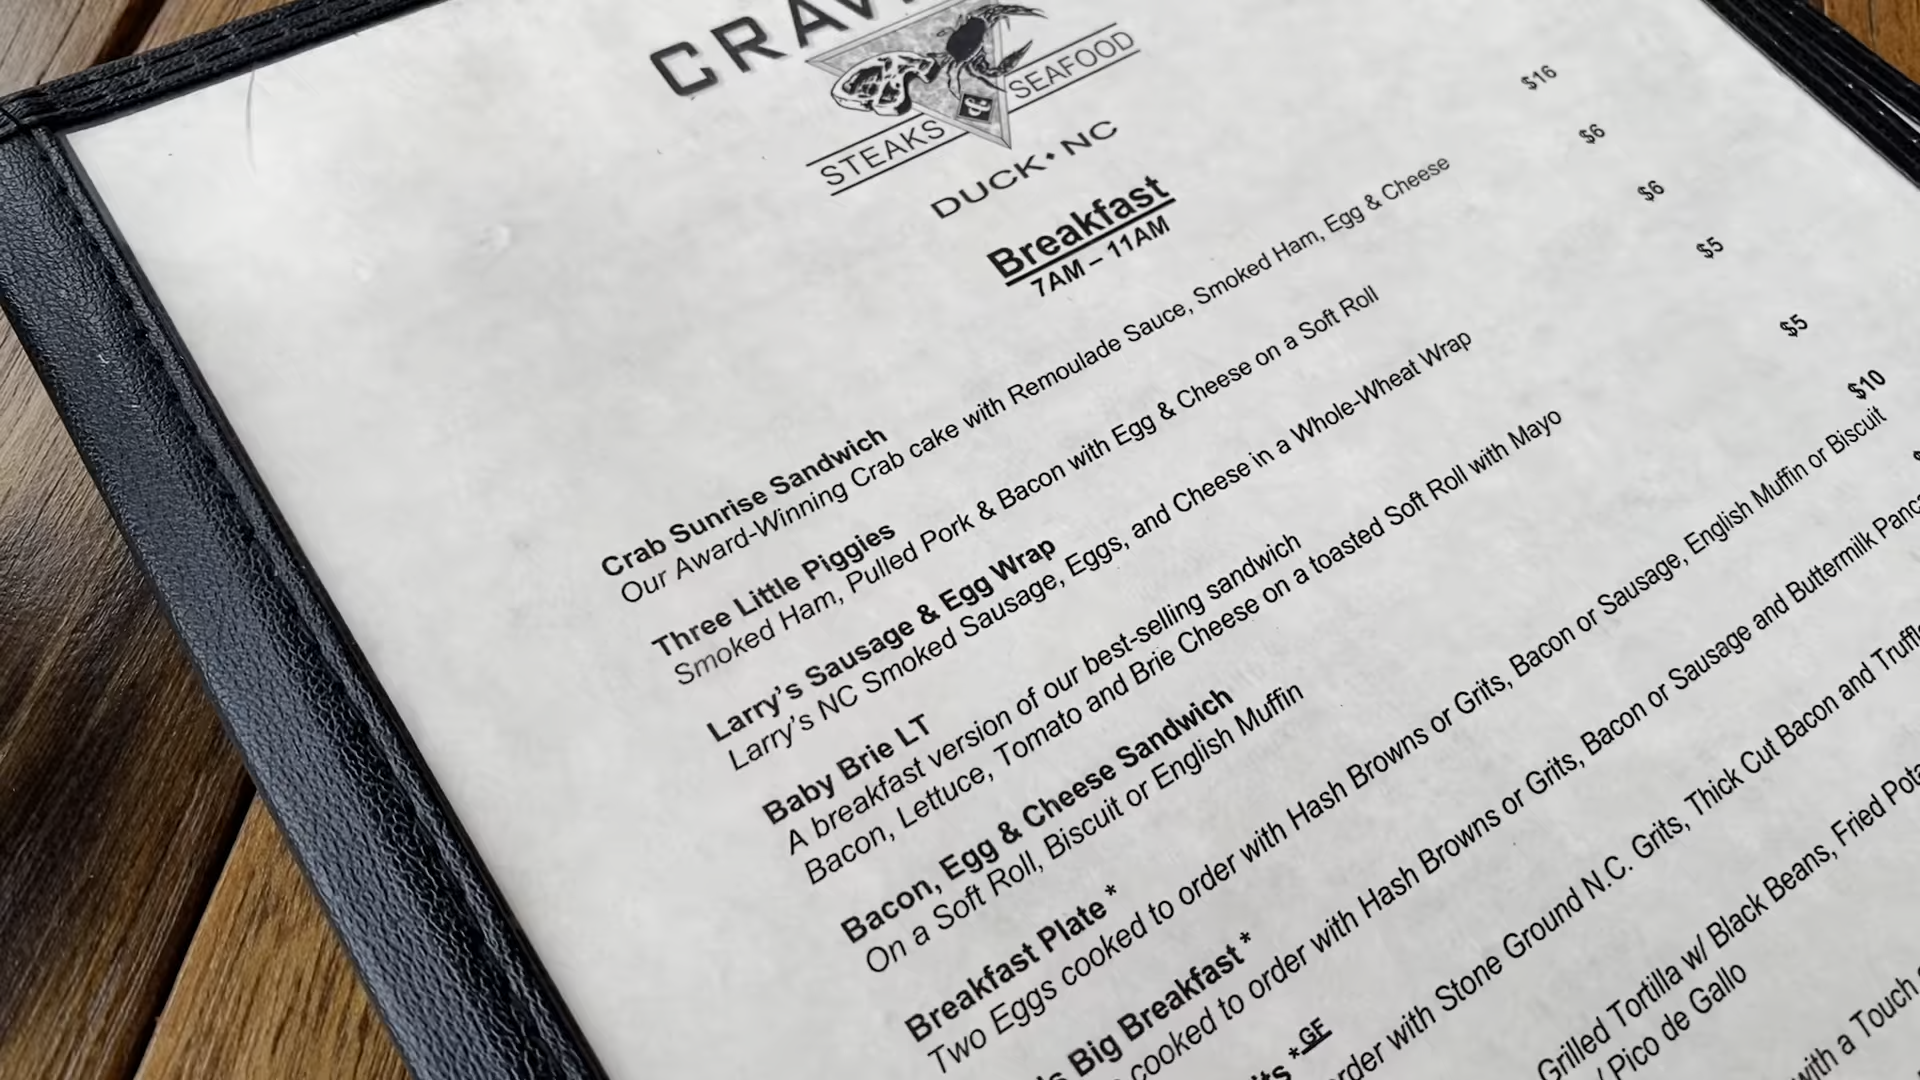 STEAKS SEAFOOD
DUCK • NC
Breakfast
7AM – 11AM
Crab Sunrise Sandwich $16
Our Award-Winning Crab cake with Remoulade Sauce, Smoked Ham, Egg & Cheese
Three Little Piggies $6
Smoked Ham, Pulled Pork & Bacon with Egg & Cheese on a Soft Roll
Larry's Sausage & Egg Wrap $6
Larry's NC Smoked Sausage, Eggs, and Cheese in a Whole-Wheat Wrap
Baby Brie LT $5
A breakfast version of our best-selling sandwich
Bacon, Lettuce, Tomato and Brie Cheese on a toasted Soft Roll with Mayo
Bacon, Egg & Cheese Sandwich $5
On a Soft Roll, Biscuit or English Muffin
Breakfast Plate * $10
Two Eggs cooked to order with Hash Browns or Grits, Bacon or Sausage, English Muffin or Biscuit
Big Breakfast *
cooked to order with Hash Browns or Grits, Bacon or Sausage and Buttermilk
*GF
order with Stone Ground N.C. Grits, Thick Cut Bacon and
Grilled Tortilla w/ Black Beans, Fried
/ Pico de Gallo
with a Touch